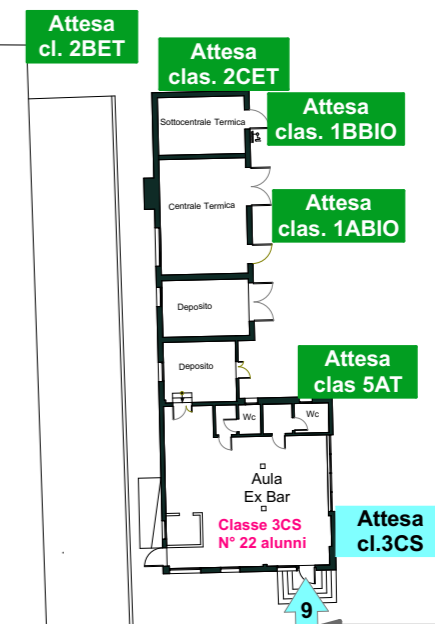 Attesa
cl. 2BET
Attesa
clas. 2CET
Attesa
clas. 1BBIO
Sottocentrale Termica
Attesa
clas. 1ABIO
Centrale Termica
Deposito
Attesa
clas 5AT
Deposito
Wc
Wc
Aula
Ex Bar
Classe 3CS
N° 22 alunni
Attesa
cl.3CS
9